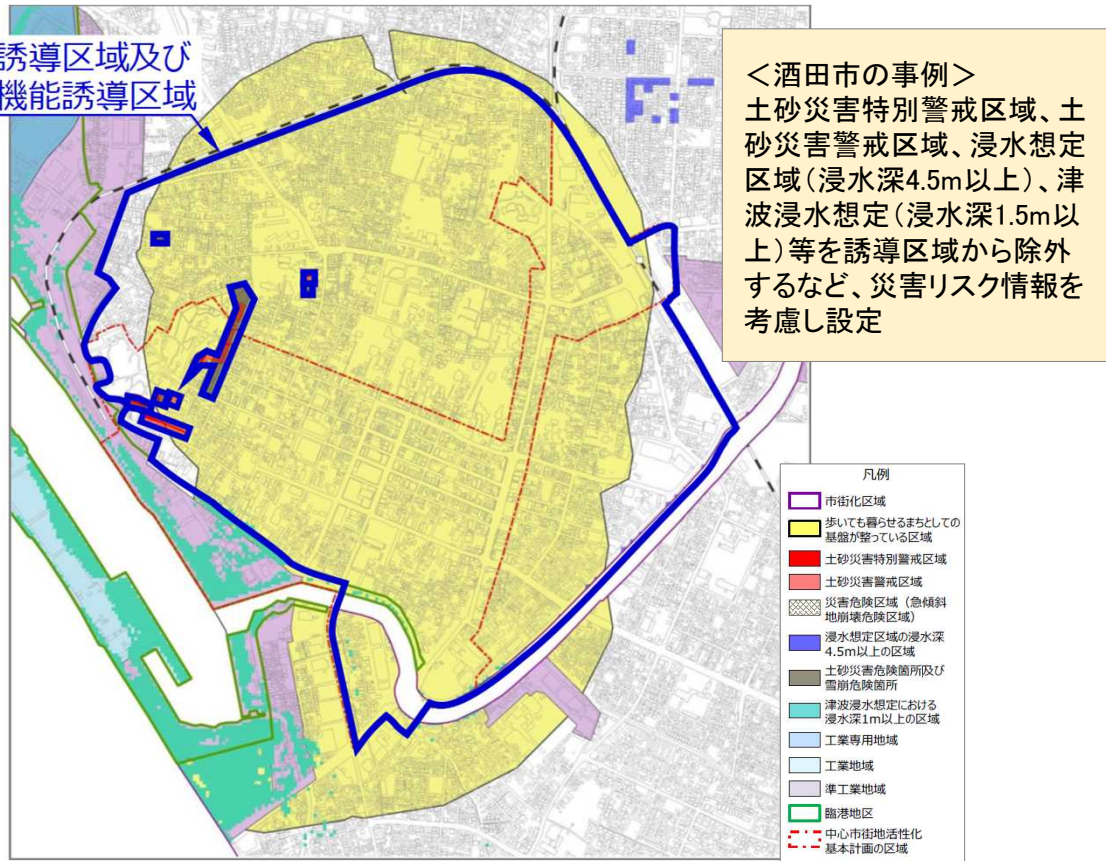 誘導区域及び
機能誘導区域
<酒田市の事例>
土砂災害特別警戒区域、土
砂災害警戒区域、浸水想定
区域(浸水深4.5m以上)、津
波浸水想定(浸水深1.5m以
上)等を誘導区域から除外
するなど、災害リスク情報を
考慮し設定
凡例
市街化区域
歩いても暮らせるまちとしての
基盤が整っている区域
土砂災害特別警戒区域
土砂災害警戒区域
災害危険区域(急傾斜
地崩壊危険区域)
浸水想定区域の浸水深
4.5m以上の区域
土砂災害危険箇所及び
雪崩危険箇所
津波浸水想定における
浸水深1m以上の区域
工業専用地域
工業地域
準工業地域
臨港地区
中心市街地活性化
基本計画の区域